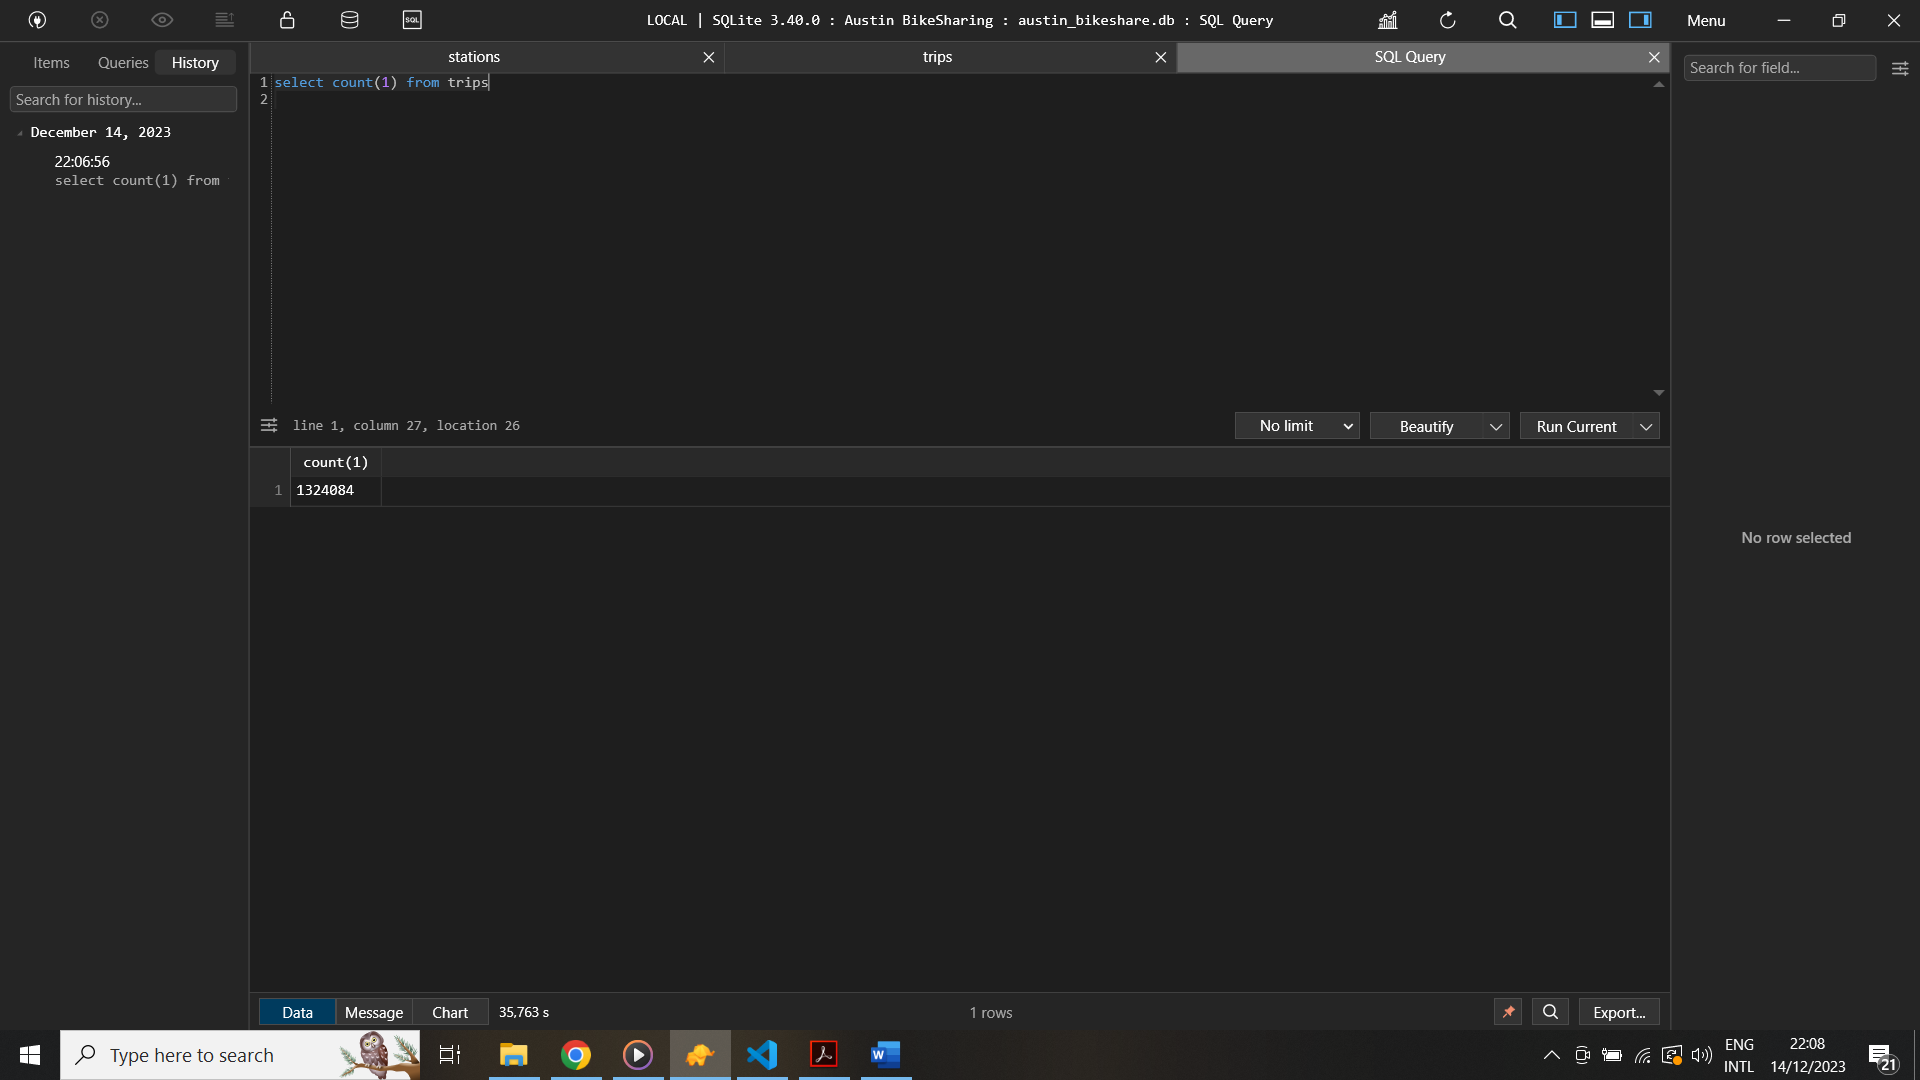 SQL
LOCAL | SQLite 3.40.0 : Austin BikeSharing : austin_bikeshare.db : SQL Query
Menu
Items Queries History
Search for history...
December 14, 2023
22:06:56
select count(1) from
stations
trips
SQL Query
1 select count(1) from trips
2
line 1, column 27, location 26
No limit
Beautify
Run Current
count(1)
1 1324084
Search for field...
No row selected
Data Message Chart 35,763 s
1 rows
Export...
Type here to search
ENG
INTL
22:08
14/12/2023
21